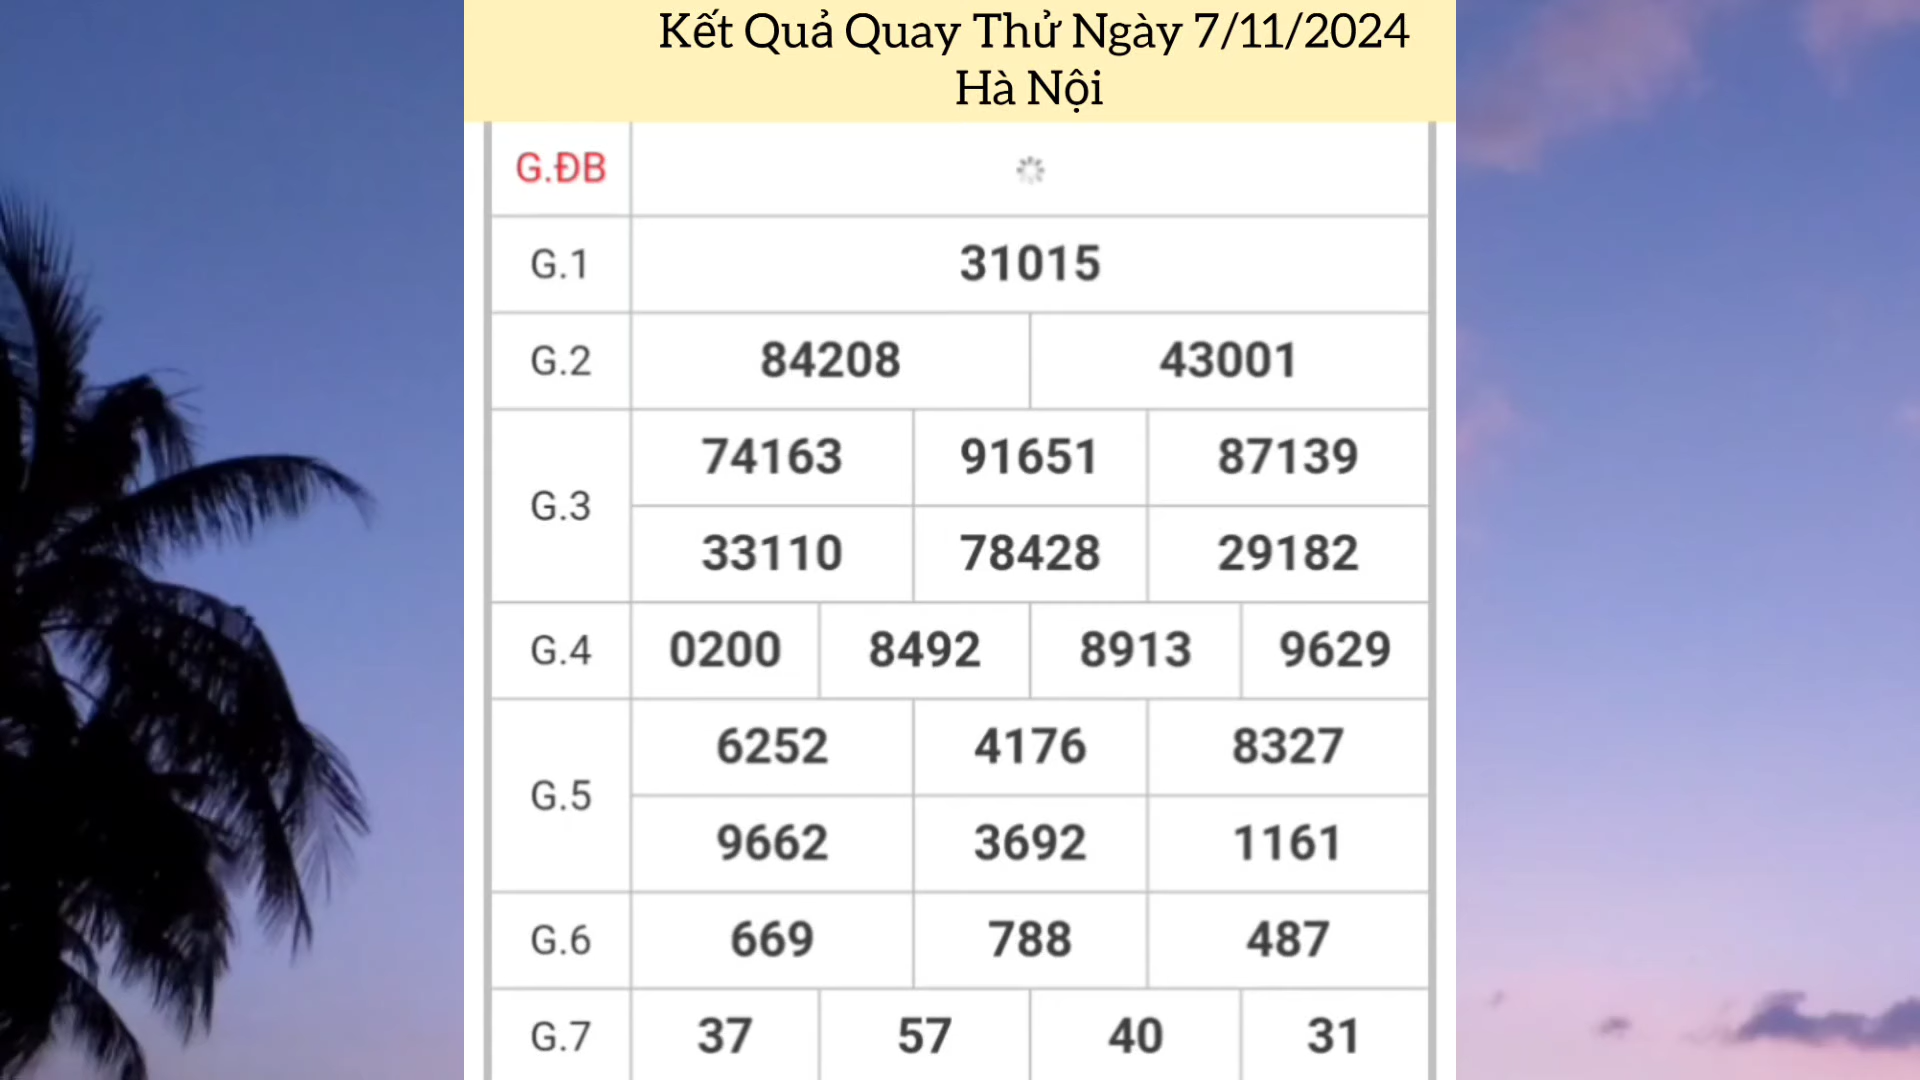 Kết Quả Quay Thử Ngày 7/11/2024
Hà Nội
G.ĐB
G.1 31015
G.2 84208 43001
G.3
74163 91651 87139
33110 78428 29182
G.4 0200 8492 8913 9629
G.5
6252 4176 8327
9662 3692 1161
G.6 669 788 487
G.7 37 57 40 31